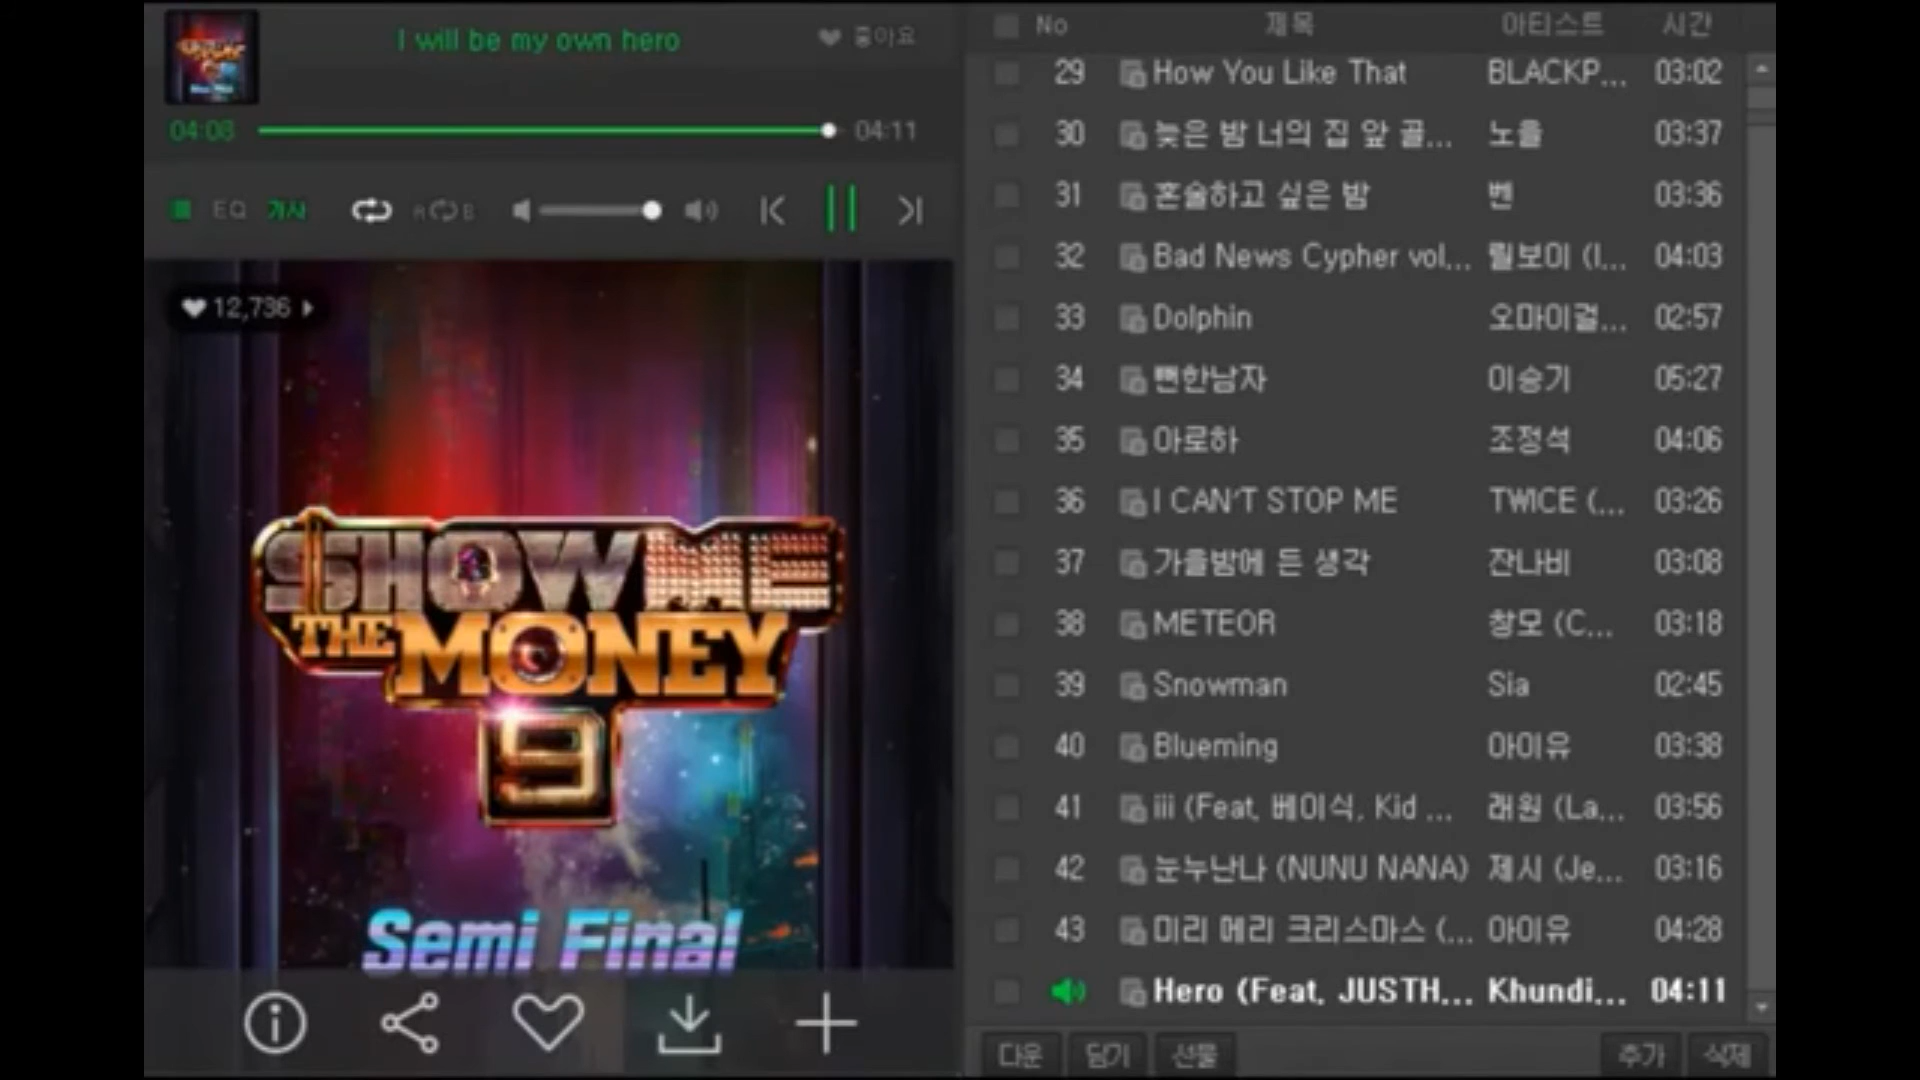 I will be my own hero
좋아요
04:08
04:11
EQ 가사
A B
12,736
SHOW ME
THE MONEY
9
Semi Final
No 제목 아티스트 시간
29 How You Like That BLACKP... 03:02
30 늦은 밤 너의 집 앞 골... 노을 03:37
31 혼술하고 싶은 밤 벤 03:36
32 Bad News Cypher vol... 릴보이 (l... 04:03
33 Dolphin 오마이걸... 02:57
34 뻔한남자 이승기 05:27
35 아로하 조정석 04:06
36 I CAN'T STOP ME TWICE (... 03:26
37 가을밤에 든 생각 잔나비 03:08
38 METEOR 창모 (C... 03:18
39 Snowman Sia 02:45
40 Blueming 아이유 03:38
41 iii (Feat. 베이식, Kid ... 래원 (La... 03:56
42 눈누난나 (NUNU NANA) 제시 (Je... 03:16
43 미리 메리 크리스마스 (... 아이유 04:28
Hero (Feat. JUSTH... Khundi... 04:11
다운 담기 선물 추가 삭제